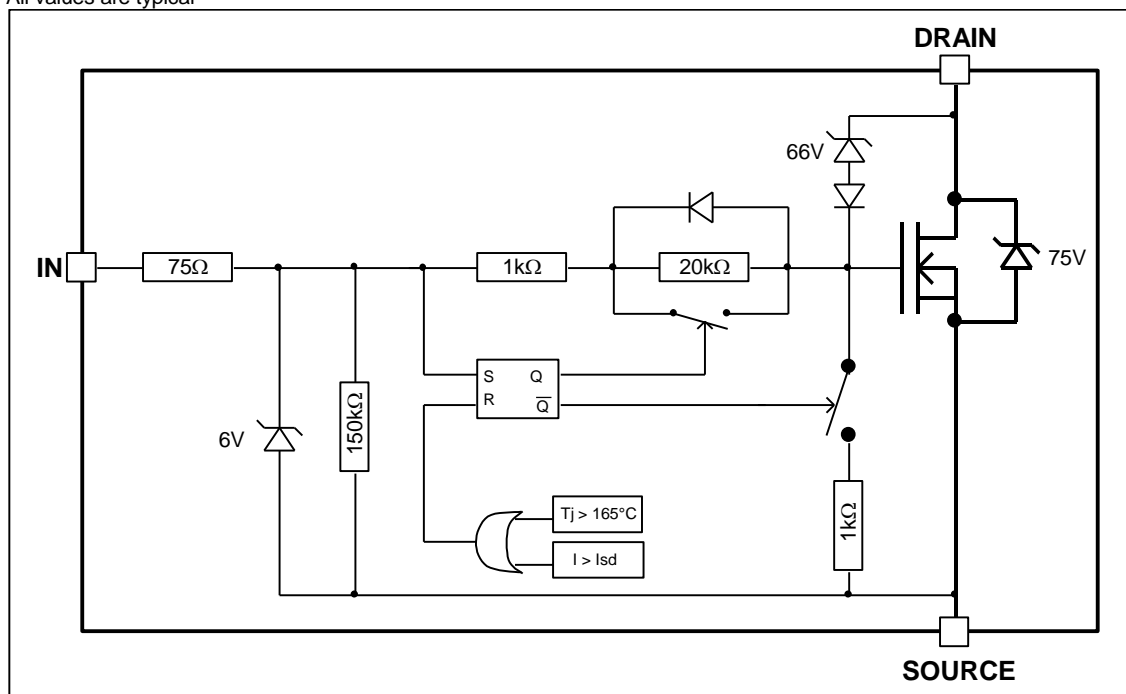 All values are typical
DRAIN
66V
75V
IN
75Ω
1kΩ
20kΩ
S Q
R Q̅
6V
150kΩ
Tj > 165°C
I > Isd
1kΩ
SOURCE